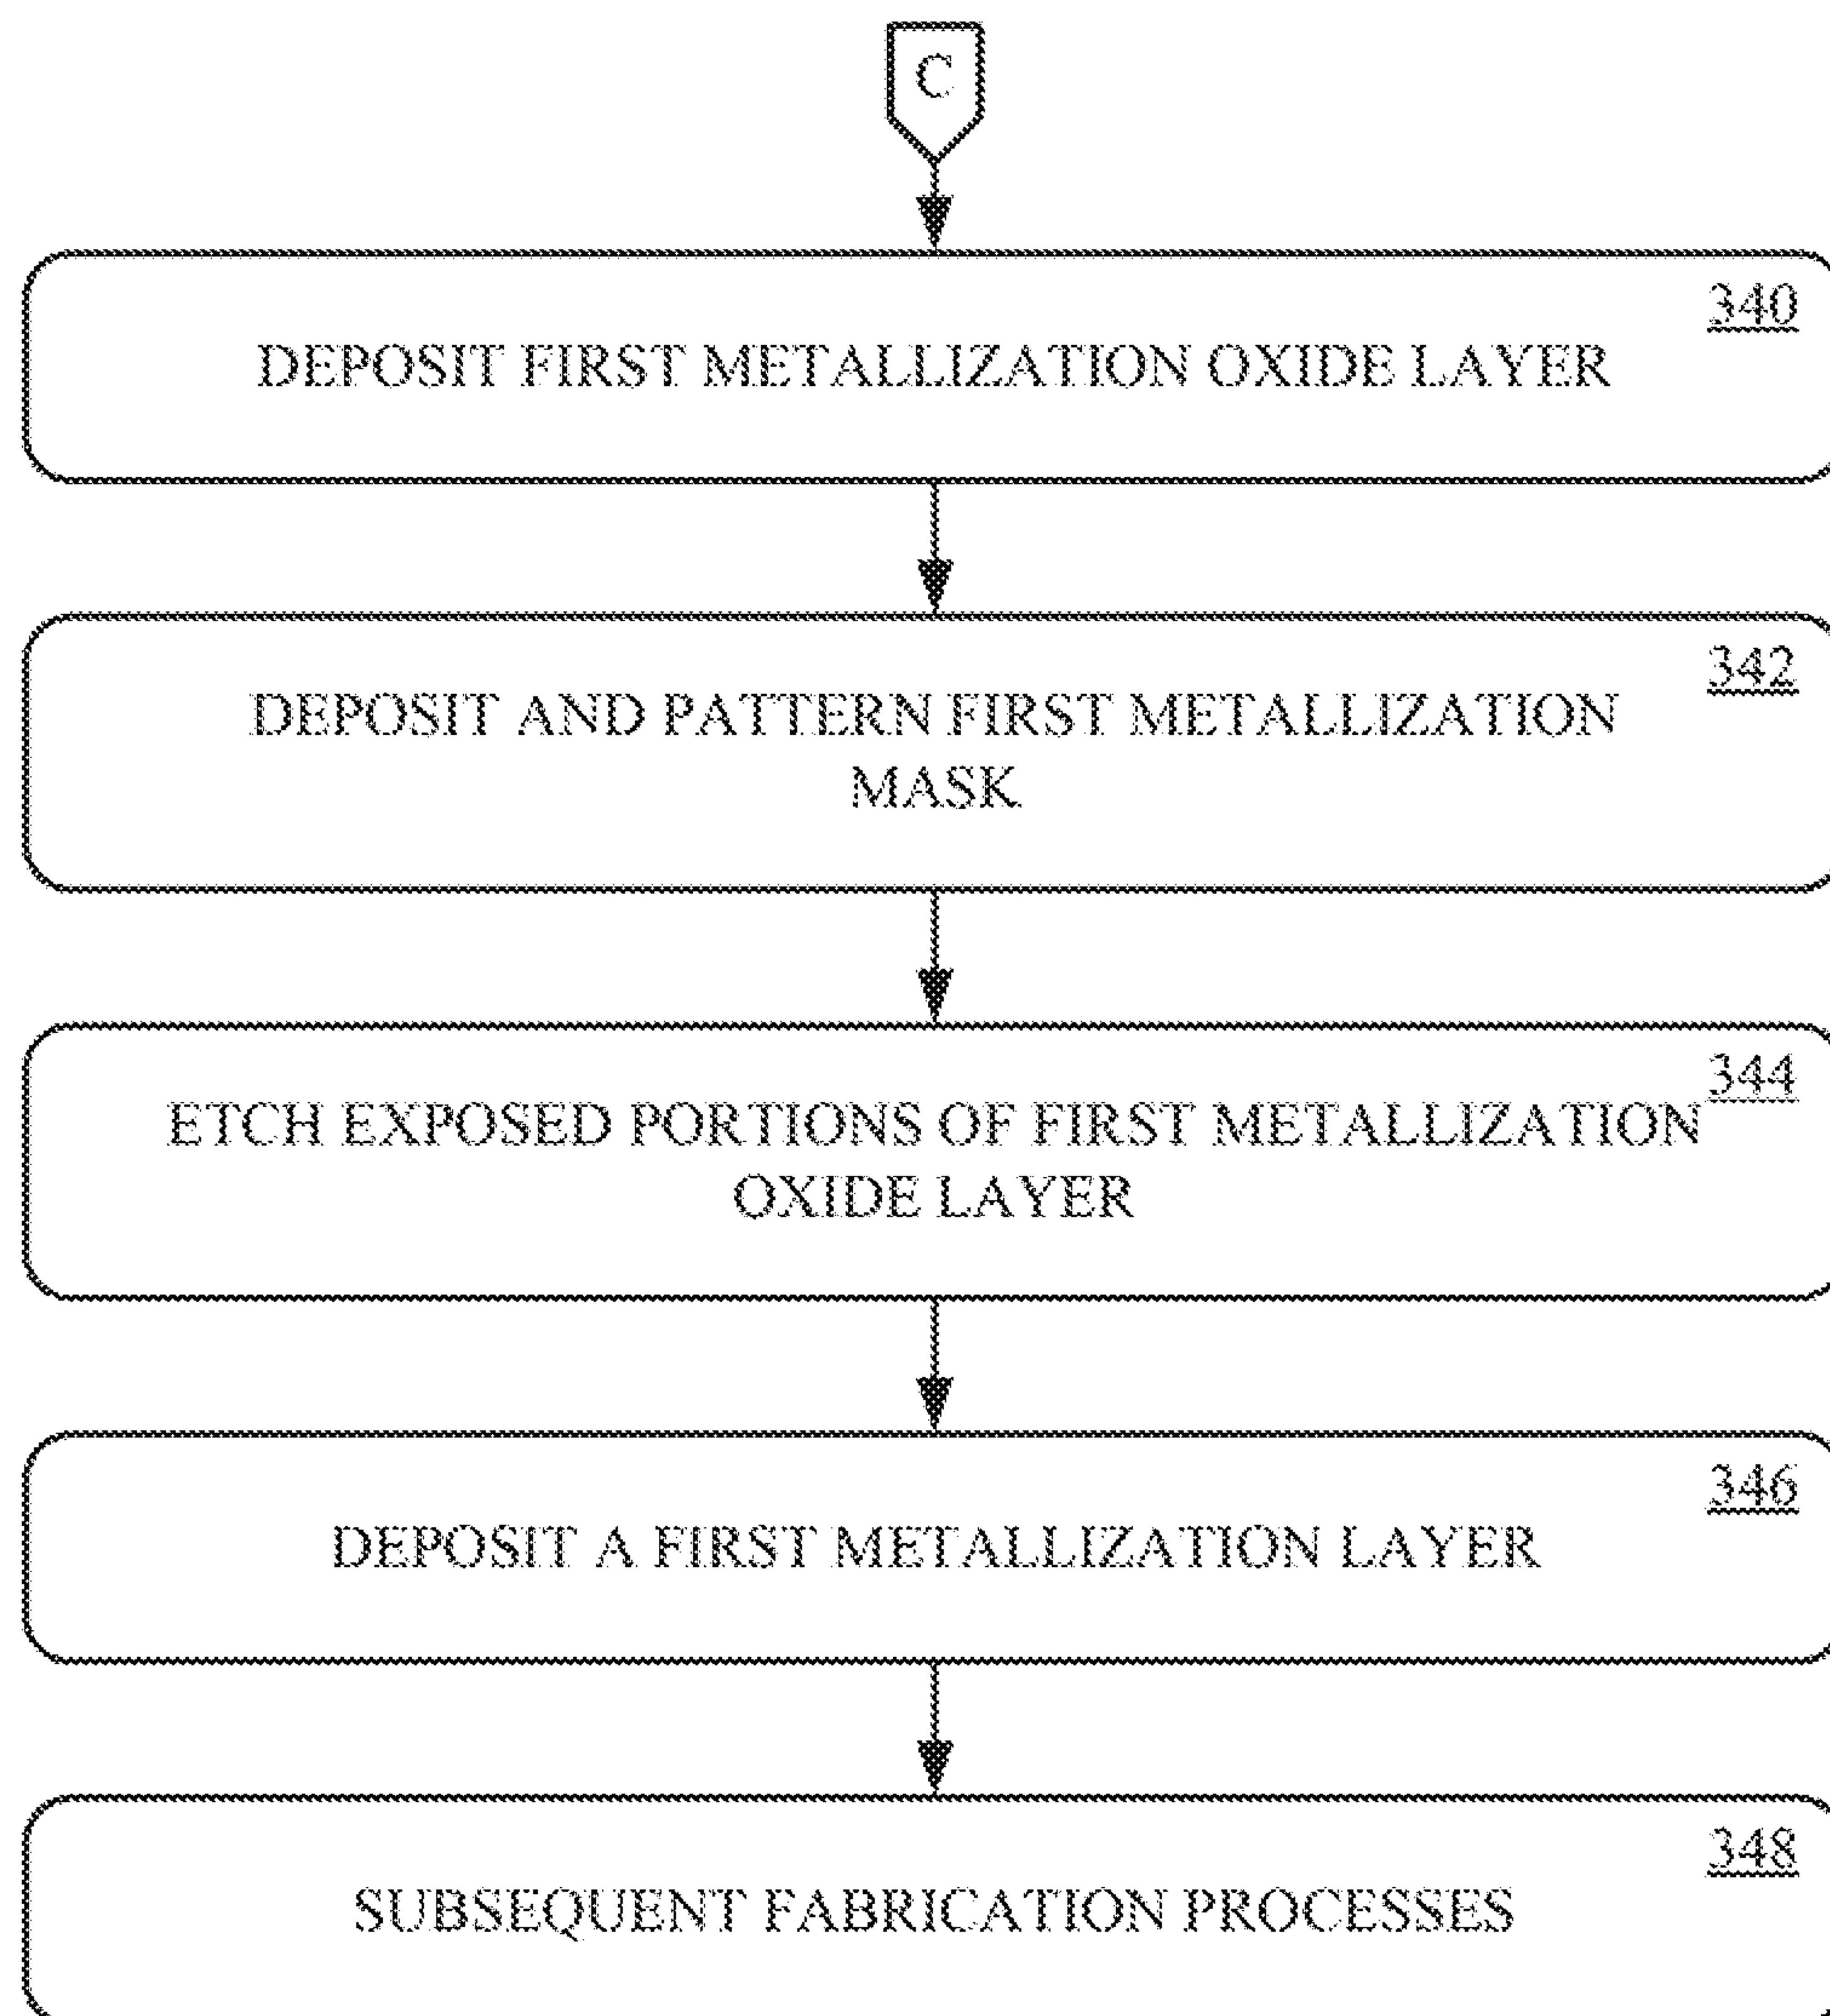 C
340
DEPOSIT FIRST METALLIZATION OXIDE LAYER
342
DEPOSIT AND PATTERN FIRST METALLIZATION
MASK
344
ETCH EXPOSED PORTIONS OF FIRST METALLIZATION
OXIDE LAYER
346
DEPOSIT A FIRST METALLIZATION LAYER
348
SUBSEQUENT FABRICATION PROCESSES